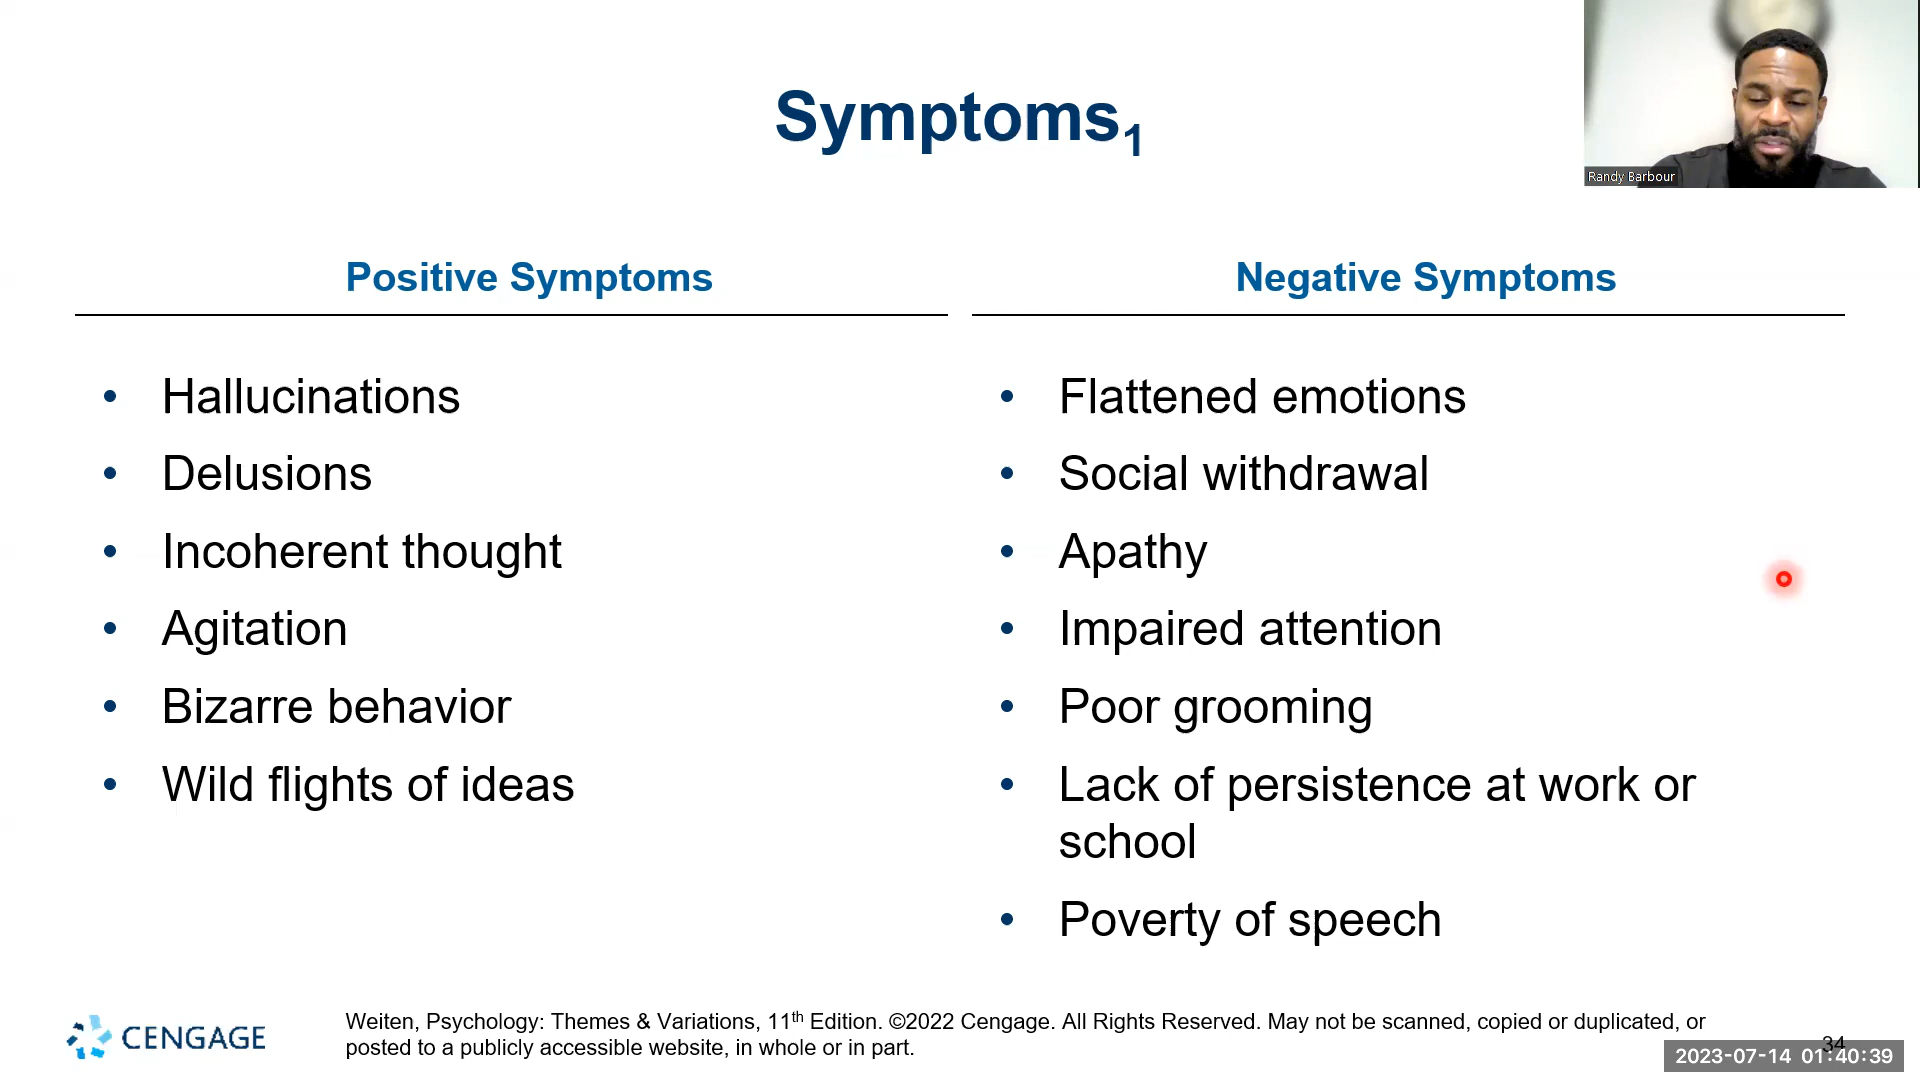 Symptoms1
Randy Barbour
Positive Symptoms
• Hallucinations
• Delusions
• Incoherent thought
• Agitation
• Bizarre behavior
• Wild flights of ideas
Negative Symptoms
• Flattened emotions
• Social withdrawal
• Apathy
• Impaired attention
• Poor grooming
• Lack of persistence at work or
school
• Poverty of speech
CENGAGE
Weiten, Psychology: Themes & Variations, 11th Edition. ©2022 Cengage. All Rights Reserved. May not be scanned, copied or duplicated, or
posted to a publicly accessible website, in whole or in part.
34
2023-07-14 01:40:39